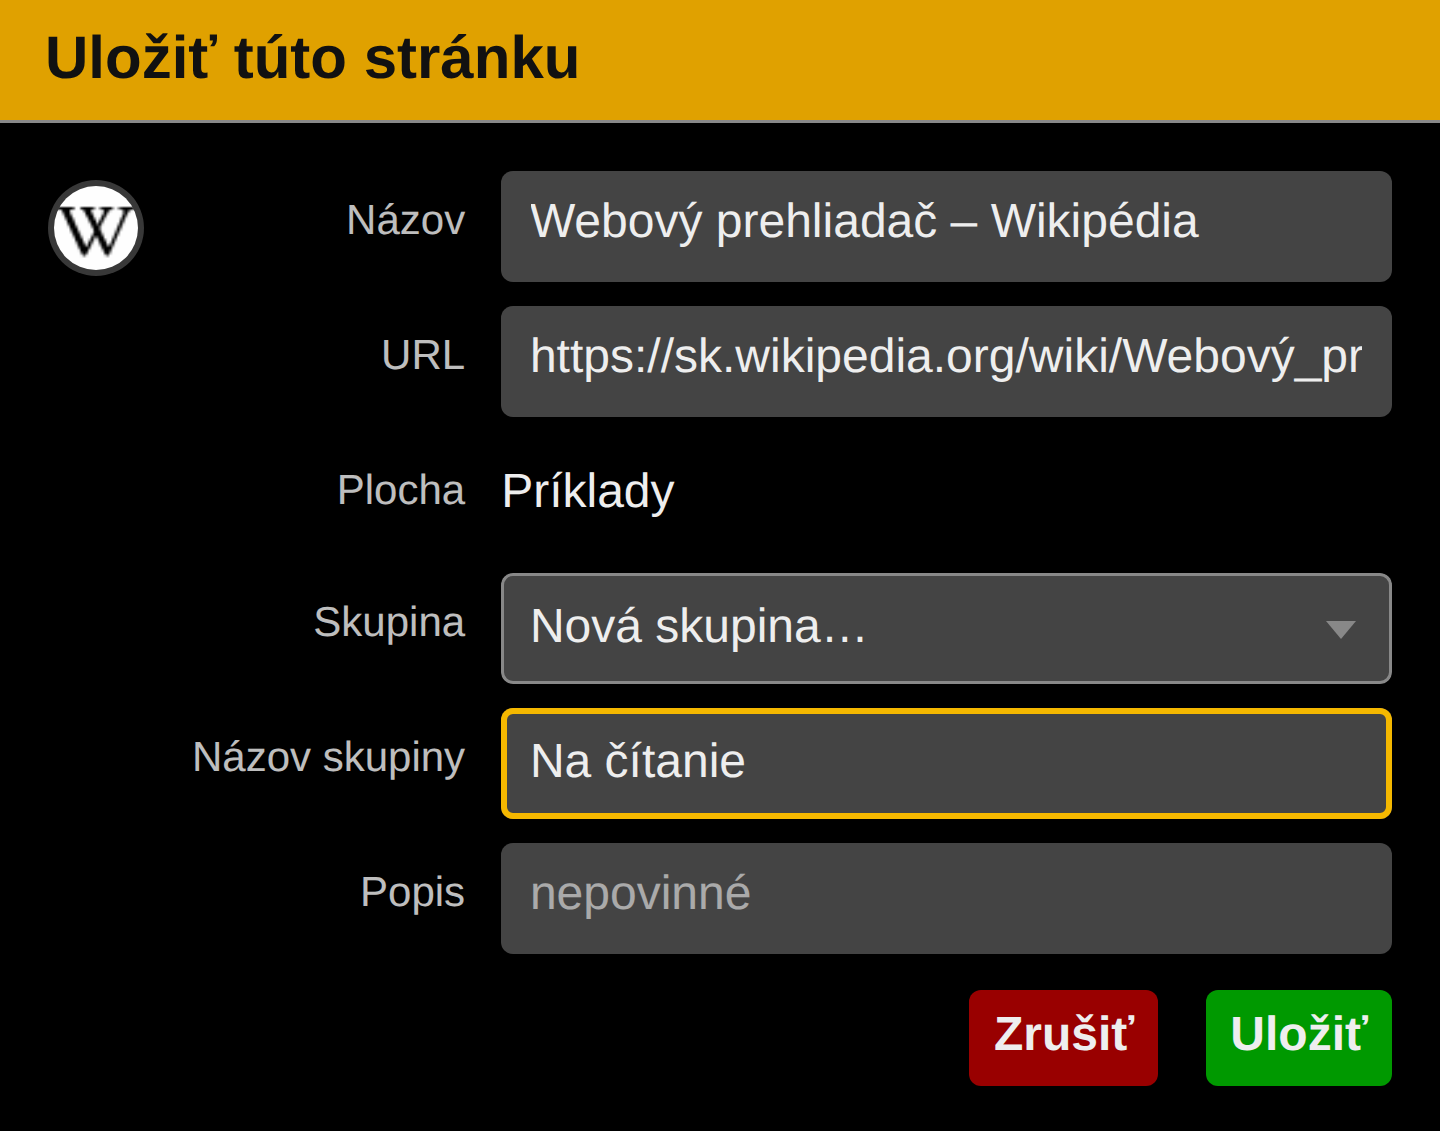 Uložiť túto stránku
W
Názov Webový prehliadač – Wikipédia
URL https://sk.wikipedia.org/wiki/Webový_pr
Plocha Príklady
Skupina Nová skupina…
Názov skupiny Na čítanie
Popis nepovinné
Zrušiť Uložiť